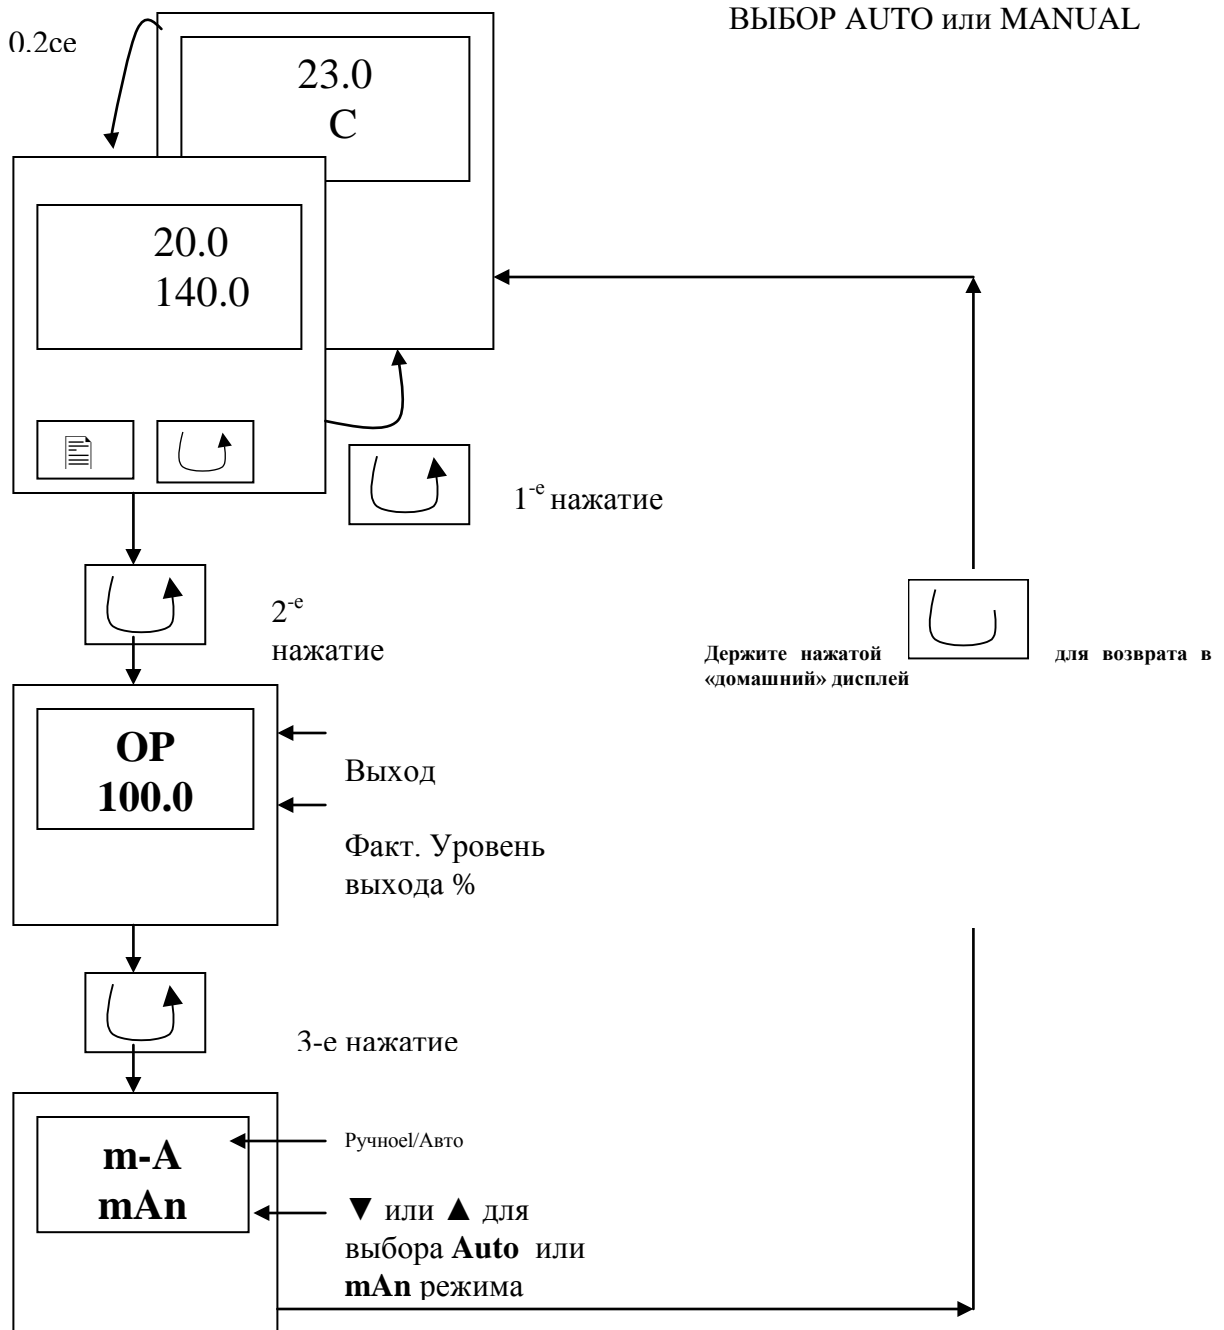 ВЫБОР AUTO или MANUAL
0.2се
23.0
C
20.0
140.0
1-е нажатие
2-е
нажатие
Держите нажатой для возврата в
«домашний» дисплей
OP
100.0
Выход
Факт. Уровень
выхода %
3-е нажатие
m-A
mAn
Ручноеl/Авто
▼ или ▲ для
выбора Auto или
mAn режима